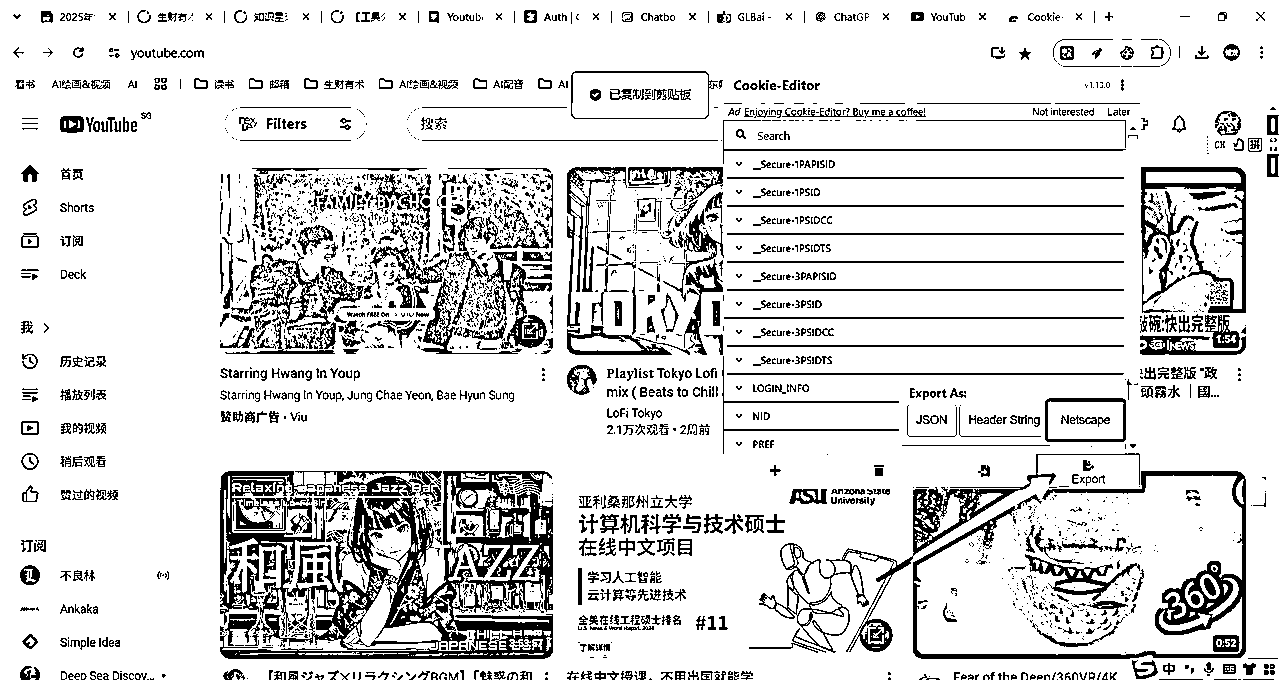 2025年
生财有
知识星
【工具
Youtub
Auth | C
Chatbo
GLBai -
ChatGP
YouTub
Cookie-
youtube.com
AI绘画&视频
AI
读书
邮箱
生财有术
AI绘画&视频
AI配音
AI
已复制到剪贴板
Cookie-Editor
v1.13.0
Ad Enjoying Cookie-Editor? Buy me a coffee!
Not interested
Later
YouTube SG
Filters
搜索
Search
CH
拼
首页
Shorts
订阅
Deck
我
历史记录
播放列表
我的视频
稍后观看
赞过的视频
订阅
不良林
Ankaka
Simple Idea
Deep Sea Discov...
__Secure-1PAPISID
__Secure-1PSID
__Secure-1PSIDCC
__Secure-1PSIDTS
__Secure-3PAPISID
__Secure-3PSID
__Secure-3PSIDCC
__Secure-3PSIDTS
LOGIN_INFO
NID
PREF
Export As:
JSON
Header String
Netscape
Export
FAMILY BY CHOICE
Starring Hwang In Youp
Starring Hwang In Youp, Jung Chae Yeon, Bae Hyun Sung
赞助商广告 · Viu
TOKYO
Playlist Tokyo Lofi
mix ( Beats to Chill
LoFi Tokyo
2.1万次观看 • 2周前
快出完整版
NEWS
1:54
出完整版 "政
頭霧水 ｜國...
Relaxing Japanese Jazz Bar
和風
JAZZ
JAPANESE
【和風ジャズ×リラクシングBGM】「魅惑の和
ASU Arizona State
University
亚利桑那州立大学
计算机科学与技术硕士
在线中文项目
学习人工智能
云计算等先进技术
全美在线工程硕士排名 #11
了解详情
在线中文授课，不用出国就能学
360°
0:52
Fear of the Deep/360VR/4K
中